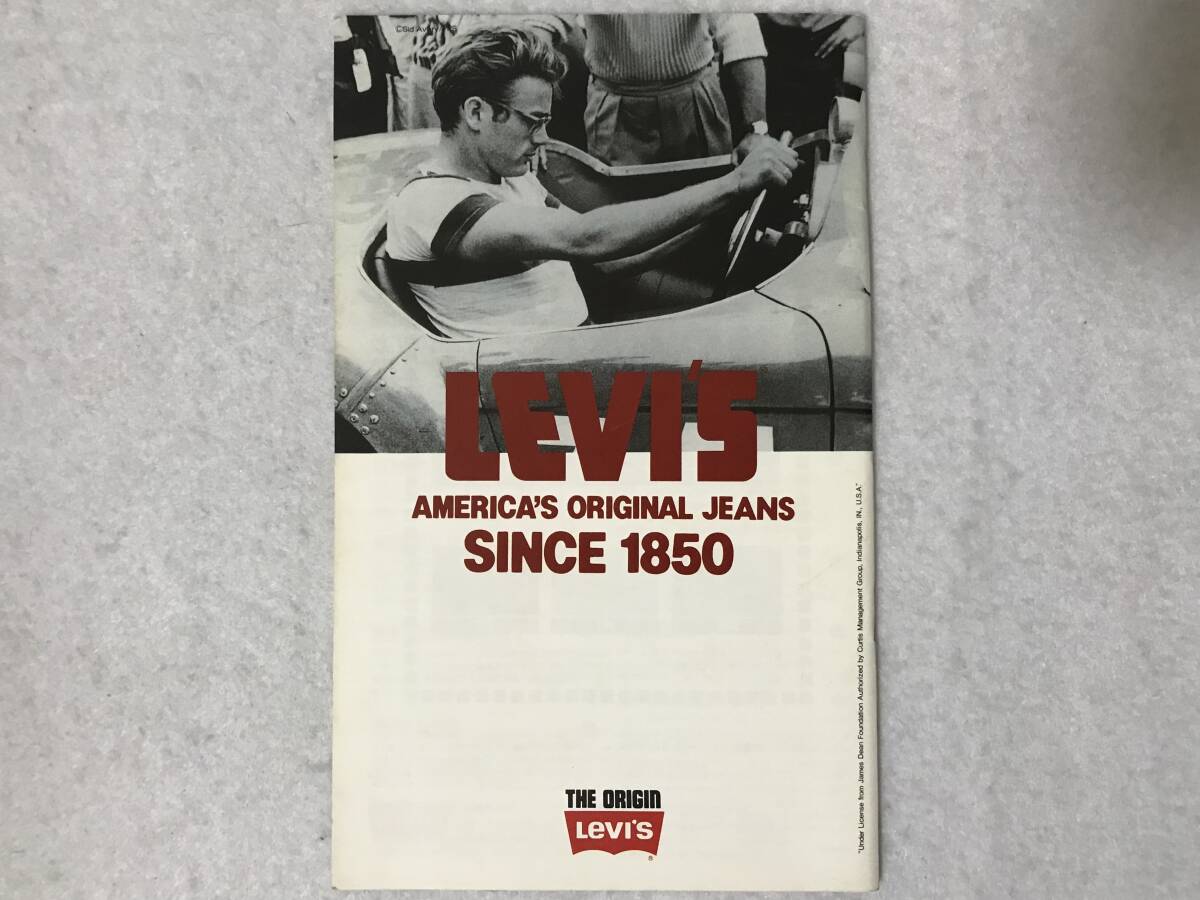 LEVI'S
AMERICA'S ORIGINAL JEANS
SINCE 1850
THE ORIGIN
Levi's
®
"Under License from James Dean Foundation Authorized by Curtis Management Group, Indianapolis, IN., U.S.A."